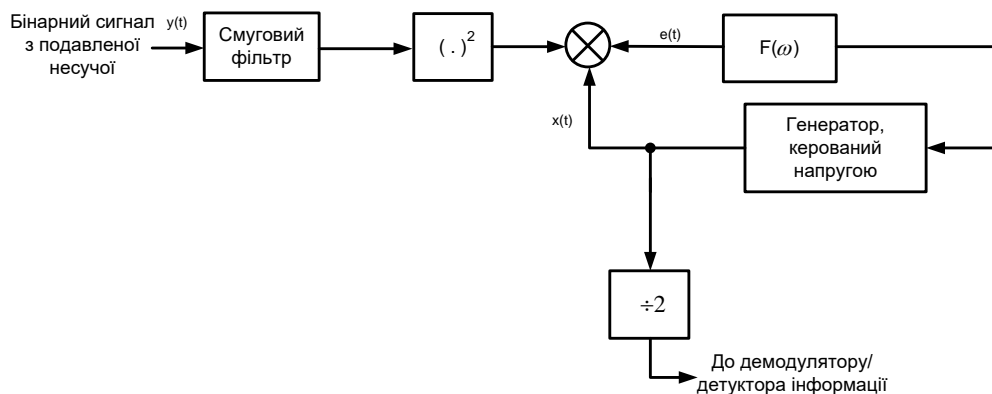 Бінарний сигнал
з подавленої
несучої
y(t)
Смуговий
фільтр
( . )²
e(t)
F(ω)
x(t)
Генератор,
керований
напругою
÷2
До демодулятору/
детуктора інформації